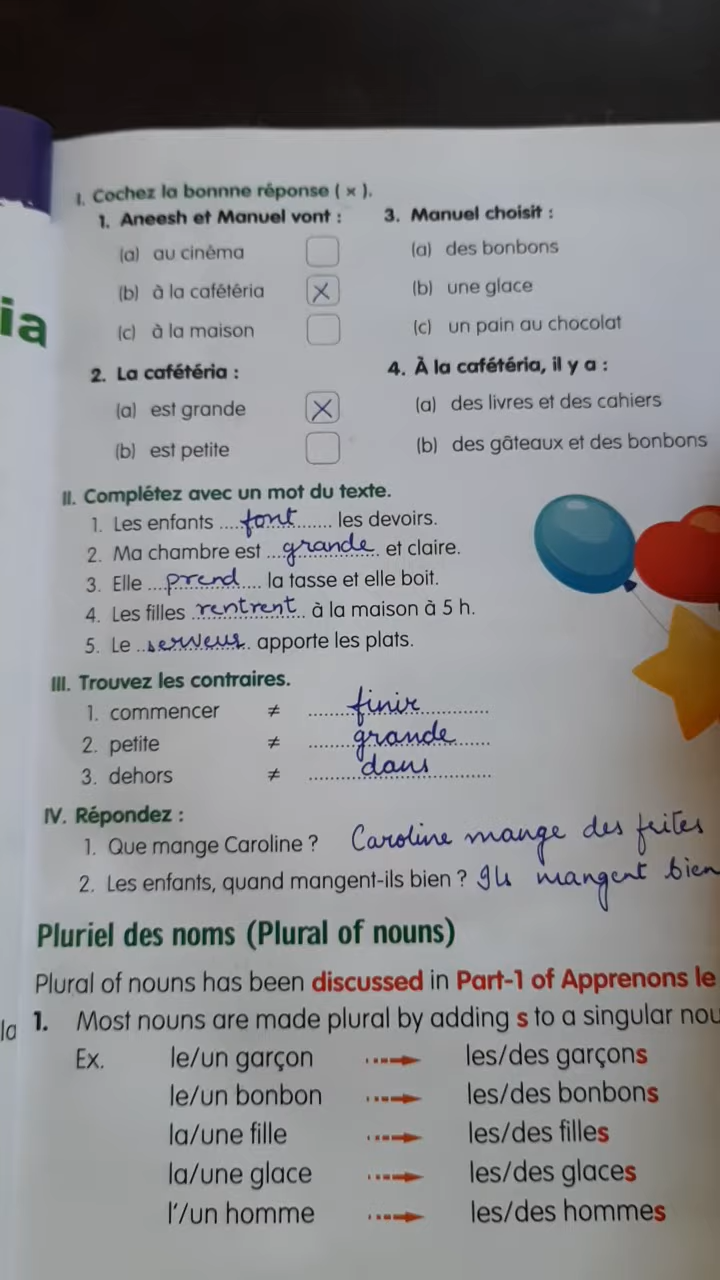 ia
I. Cochez la bonnne réponse ( × ).
1. Aneesh et Manuel vont :
(a) au cinéma
(b) à la cafétéria ×
(c) à la maison
2. La cafétéria :
(a) est grande ×
(b) est petite
3. Manuel choisit :
(a) des bonbons
(b) une glace
(c) un pain au chocolat
4. À la cafétéria, il y a :
(a) des livres et des cahiers
(b) des gâteaux et des bonbons
II. Complétez avec un mot du texte.
1. Les enfants ....font....... les devoirs.
2. Ma chambre est ...grande.. et claire.
3. Elle ...prend.... la tasse et elle boit.
4. Les filles rentrent.. à la maison à 5 h.
5. Le ..serveur. apporte les plats.
III. Trouvez les contraires.
1. commencer ≠ finir
2. petite ≠ grande
3. dehors ≠ dans
IV. Répondez :
1. Que mange Caroline ? Caroline mange des frites
2. Les enfants, quand mangent-ils bien ? Ils mangent bien
Pluriel des noms (Plural of nouns)
Plural of nouns has been discussed in Part-1 of Apprenons le
la
1. Most nouns are made plural by adding s to a singular nou
Ex. le/un garçon les/des garçons
le/un bonbon les/des bonbons
la/une fille les/des filles
la/une glace les/des glaces
l'/un homme les/des hommes